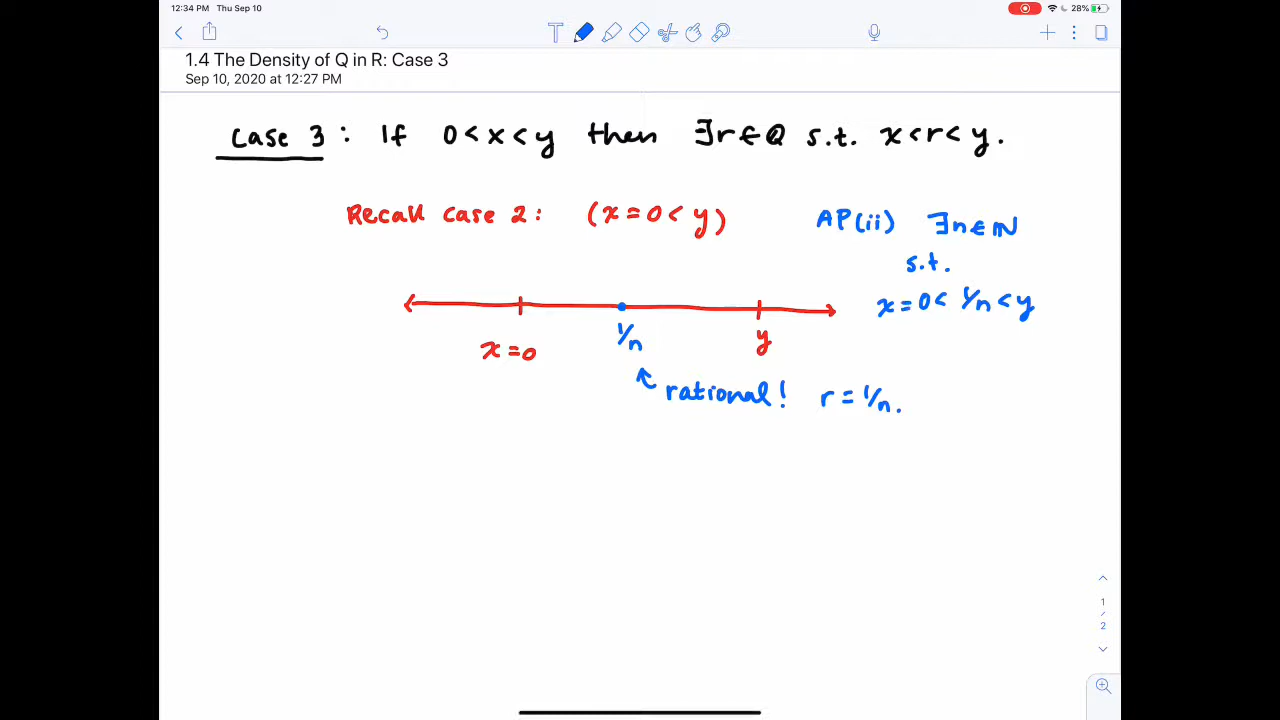 12:34 PM Thu Sep 10
28%
1.4 The Density of Q in R: Case 3
Sep 10, 2020 at 12:27 PM
Case 3: If 0<x<y then ∃r∈ℚ s.t. x<r<y.
Recall case 2: (x=0<y)
AP(ii) ∃n∈ℕ
s.t.
x=0<1/n<y
x=0
1/n
y
rational! r=1/n.
1
/
2